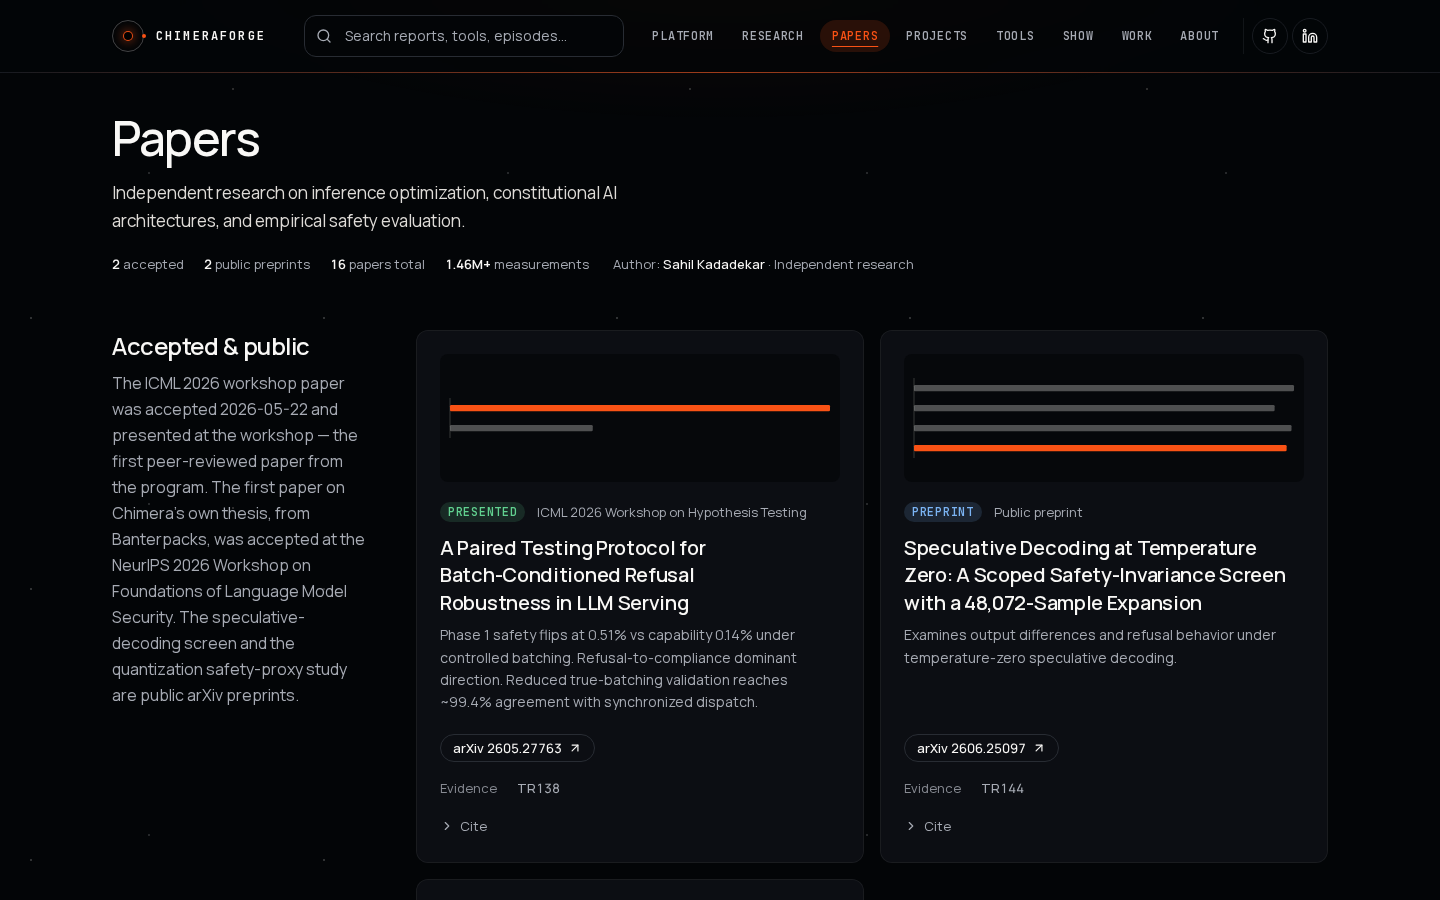 CHIMERAFORGE
Search reports, tools, episodes...
PLATFORM
RESEARCH
PAPERS
PROJECTS
TOOLS
SHOW
WORK
ABOUT
Papers
Independent research on inference optimization, constitutional AI
architectures, and empirical safety evaluation.
2 accepted
2 public preprints
16 papers total
1.46M+ measurements
Author: Sahil Kadadekar · Independent research
Accepted & public
The ICML 2026 workshop paper
was accepted 2026-05-22 and
presented at the workshop — the
first peer-reviewed paper from
the program. The first paper on
Chimera's own thesis, from
Banterpacks, was accepted at the
NeurIPS 2026 Workshop on
Foundations of Language Model
Security. The speculative-
decoding screen and the
quantization safety-proxy study
are public arXiv preprints.
PRESENTED
ICML 2026 Workshop on Hypothesis Testing
A Paired Testing Protocol for
Batch-Conditioned Refusal
Robustness in LLM Serving
Phase 1 safety flips at 0.51% vs capability 0.14% under
controlled batching. Refusal-to-compliance dominant
direction. Reduced true-batching validation reaches
~99.4% agreement with synchronized dispatch.
arXiv 2605.27763
Evidence TR138
Cite
PREPRINT
Public preprint
Speculative Decoding at Temperature
Zero: A Scoped Safety-Invariance Screen
with a 48,072-Sample Expansion
Examines output differences and refusal behavior under
temperature-zero speculative decoding.
arXiv 2606.25097
Evidence TR144
Cite